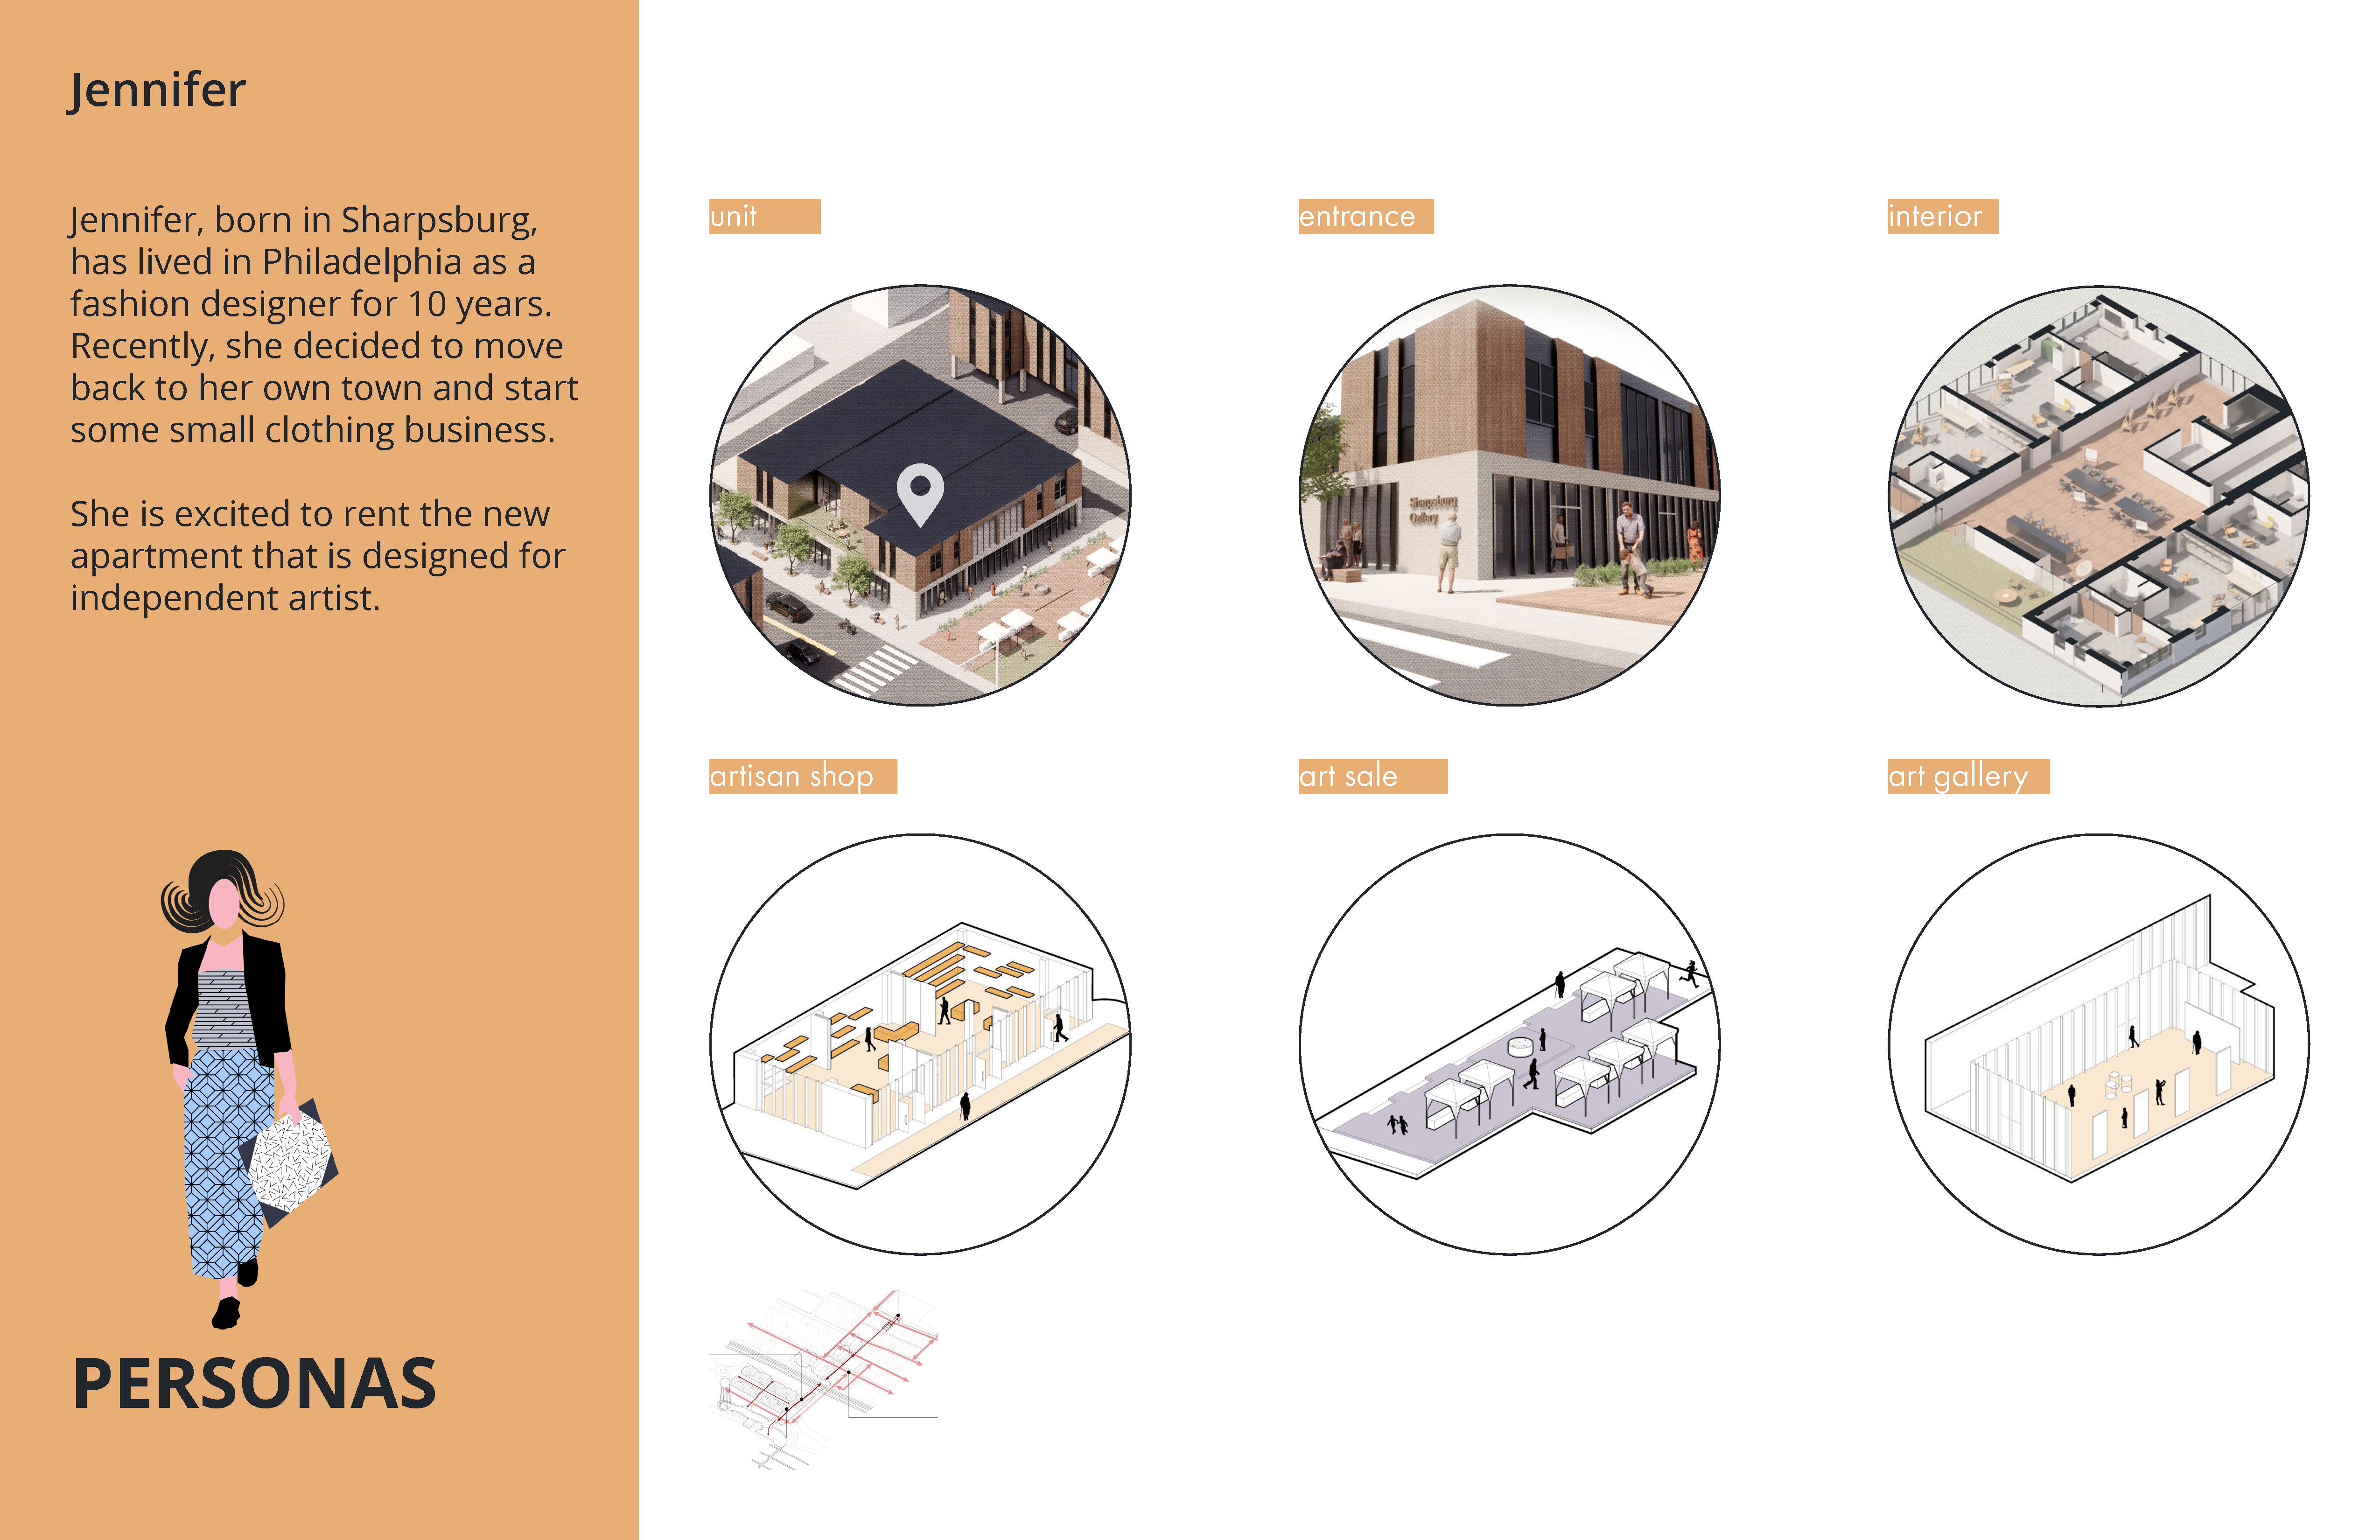 Jennifer
Jennifer, born in Sharpsburg,
has lived in Philadelphia as a
fashion designer for 10 years.
Recently, she decided to move
back to her own town and start
some small clothing business.
She is excited to rent the new
apartment that is designed for
independent artist.
PERSONAS
unit
entrance
interior
Sharpsburg
Gallery
artisan shop
art sale
art gallery